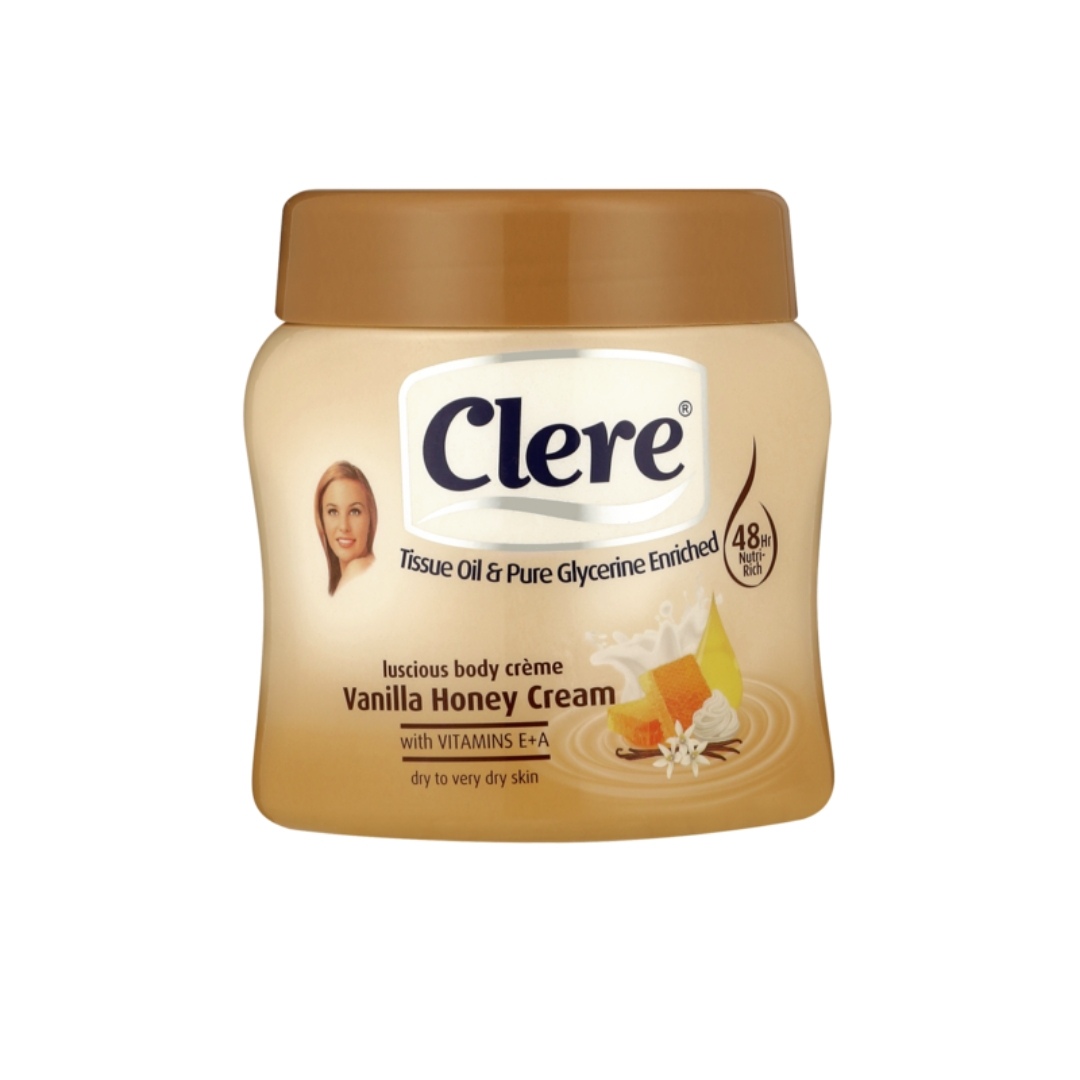 Clere®
Tissue Oil & Pure Glycerine Enriched
48Hr
Nutri-
Rich
luscious body crème
Vanilla Honey Cream
with VITAMINS E+A
dry to very dry skin